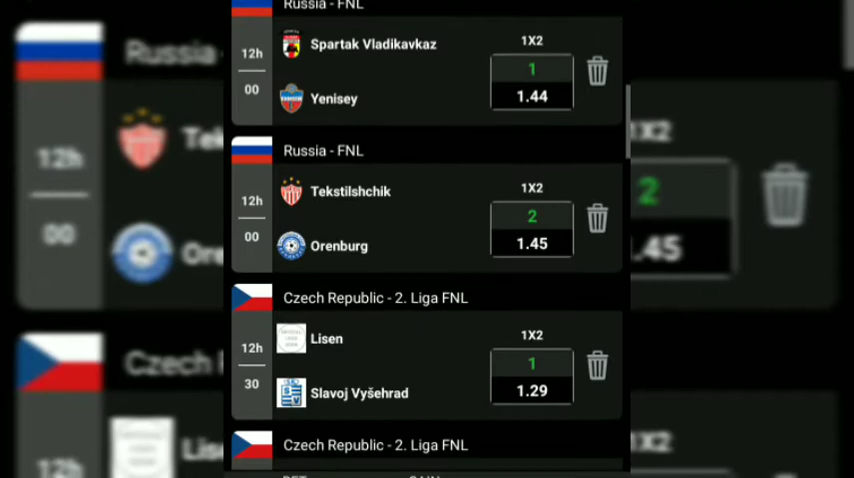 Russia - FNL
12h
00
Spartak Vladikavkaz
Yenisey
1X2
1
1.44
Russia - FNL
12h
00
Tekstilshchik
Orenburg
1X2
2
1.45
Czech Republic - 2. Liga FNL
12h
30
Lisen
Slavoj Vyšehrad
1X2
1
1.29
Czech Republic - 2. Liga FNL